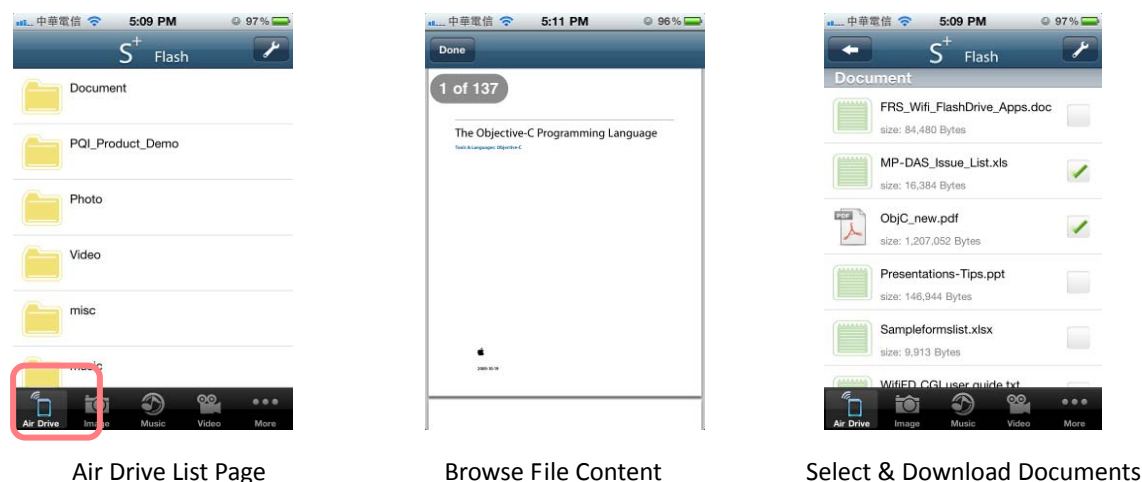 中華電信 5:09 PM 97%
S+ Flash
Document
PQI_Product_Demo
Photo
Video
misc
music
Air Drive Image Music Video More
Air Drive List Page
中華電信 5:11 PM 96%
Done
1 of 137
The Objective-C Programming Language
Tools & Languages: Objective-C
2009-10-19
Browse File Content
中華電信 5:09 PM 97%
S+ Flash
Document
FRS_Wifi_FlashDrive_Apps.doc
size: 84,480 Bytes
MP-DAS_Issue_List.xls
size: 16,384 Bytes
PDF
ObjC_new.pdf
size: 1,207,052 Bytes
Presentations-Tips.ppt
size: 146,944 Bytes
Sampleformslist.xlsx
size: 9,913 Bytes
WifiFD_CGI user guide.txt
Air Drive Image Music Video More
Select & Download Documents